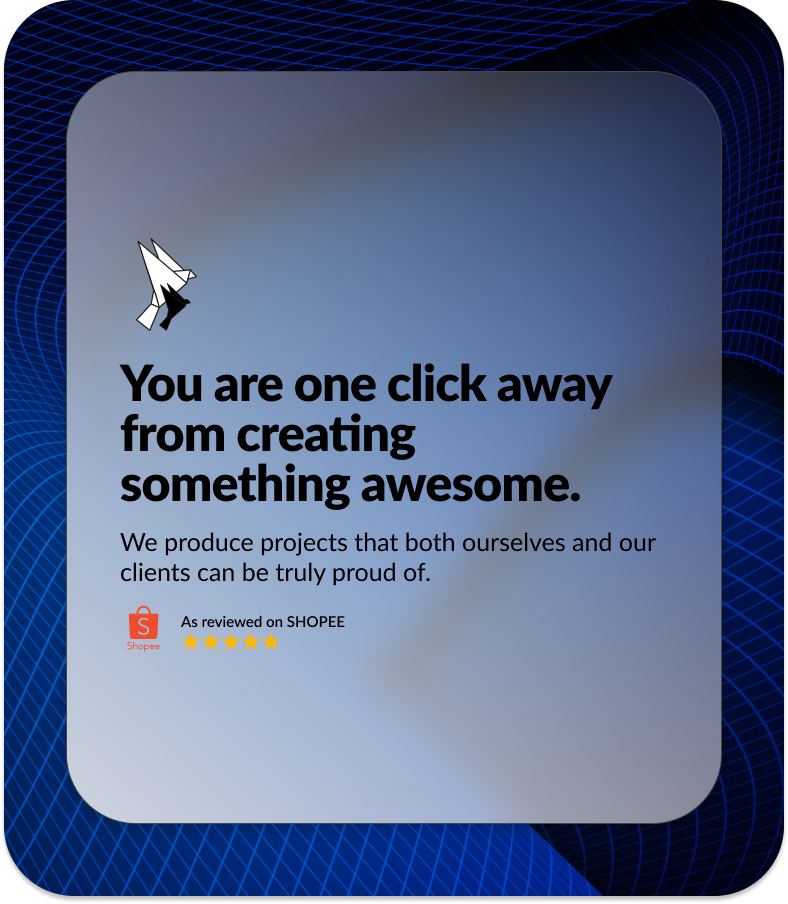 You are one click away
from creating
something awesome.
We produce projects that both ourselves and our
clients can be truly proud of.
As reviewed on SHOPEE
S
Shopee